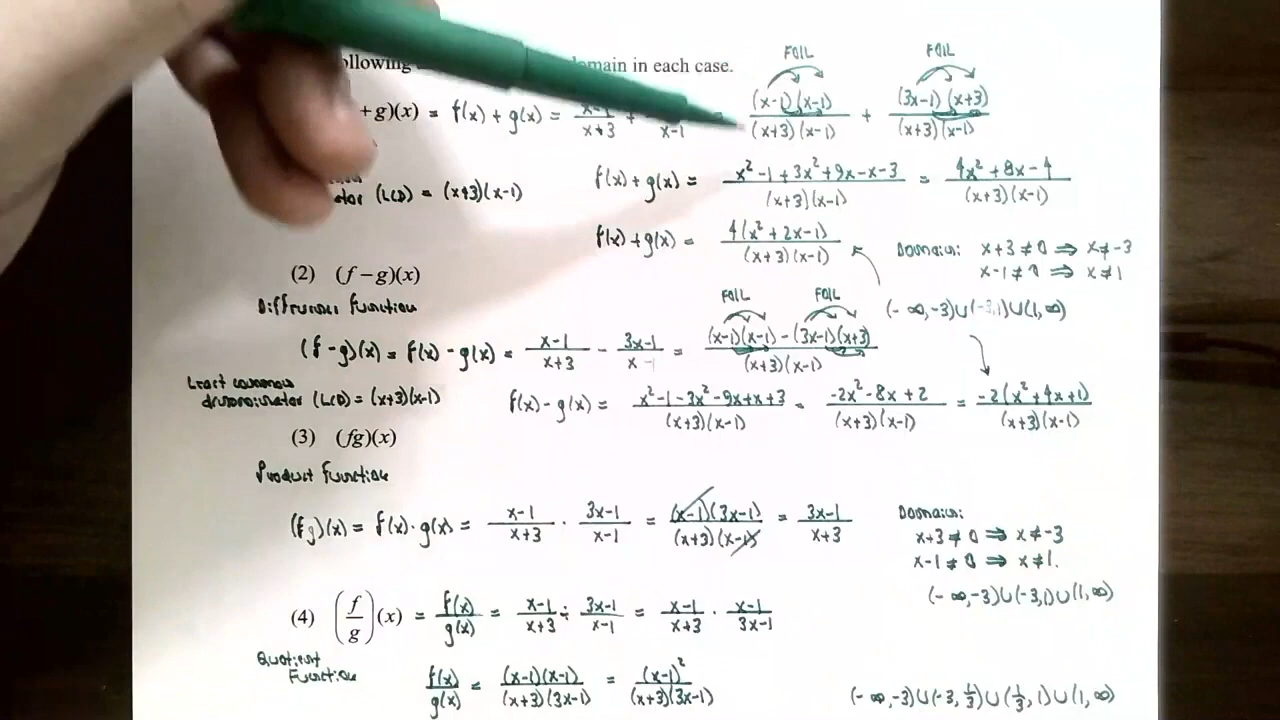 FOIL FOIL
main in each case.
+g)(x) = f(x) + g(x) = x-1/x+3 + /x-1 (x-1)(x-1)/(x+3)(x-1) + (3x-1)(x+3)/(x+3)(x-1)
(LCD) = (x+3)(x-1)
f(x)+g(x) = x²-1+3x²+9x-x-3/(x+3)(x-1) = 4x²+8x-4/(x+3)(x-1)
f(x)+g(x) = 4(x²+2x-1)/(x+3)(x-1)
Domain: x+3≠0 ⇒ x≠-3
x-1≠0 ⇒ x≠1
(-∞,-3)∪(-3,1)∪(1,∞)
(2) (f-g)(x)
Difference Function
FOIL FOIL
(f-g)(x) = f(x) - g(x) = x-1/x+3 - 3x-1/x-1 = (x-1)(x-1)-(3x-1)(x+3)/(x+3)(x-1)
Least common
denominator (LCD) = (x+3)(x-1)
f(x)-g(x) = x²-1-3x²-9x+x+3/(x+3)(x-1) = -2x²-8x+2/(x+3)(x-1) = -2(x²+4x+1)/(x+3)(x-1)
(3) (fg)(x)
Product Function
(fg)(x) = f(x)·g(x) = x-1/x+3 · 3x-1/x-1 = (x-1)(3x-1)/(x+3)(x-1) = 3x-1/x+3
Domain:
x+3≠0 ⇒ x≠-3
x-1≠0 ⇒ x≠1.
(-∞,-3)∪(-3,1)∪(1,∞)
(4) (f/g)(x) = f(x)/g(x) = x-1/x+3 ÷ 3x-1/x-1 = x-1/x+3 · x-1/3x-1
Quotient
Function
f(x)/g(x) = (x-1)(x-1)/(x+3)(3x-1) = (x-1)²/(x+3)(3x-1)
(-∞,-3)∪(-3,1/3)∪(1/3,1)∪(1,∞)